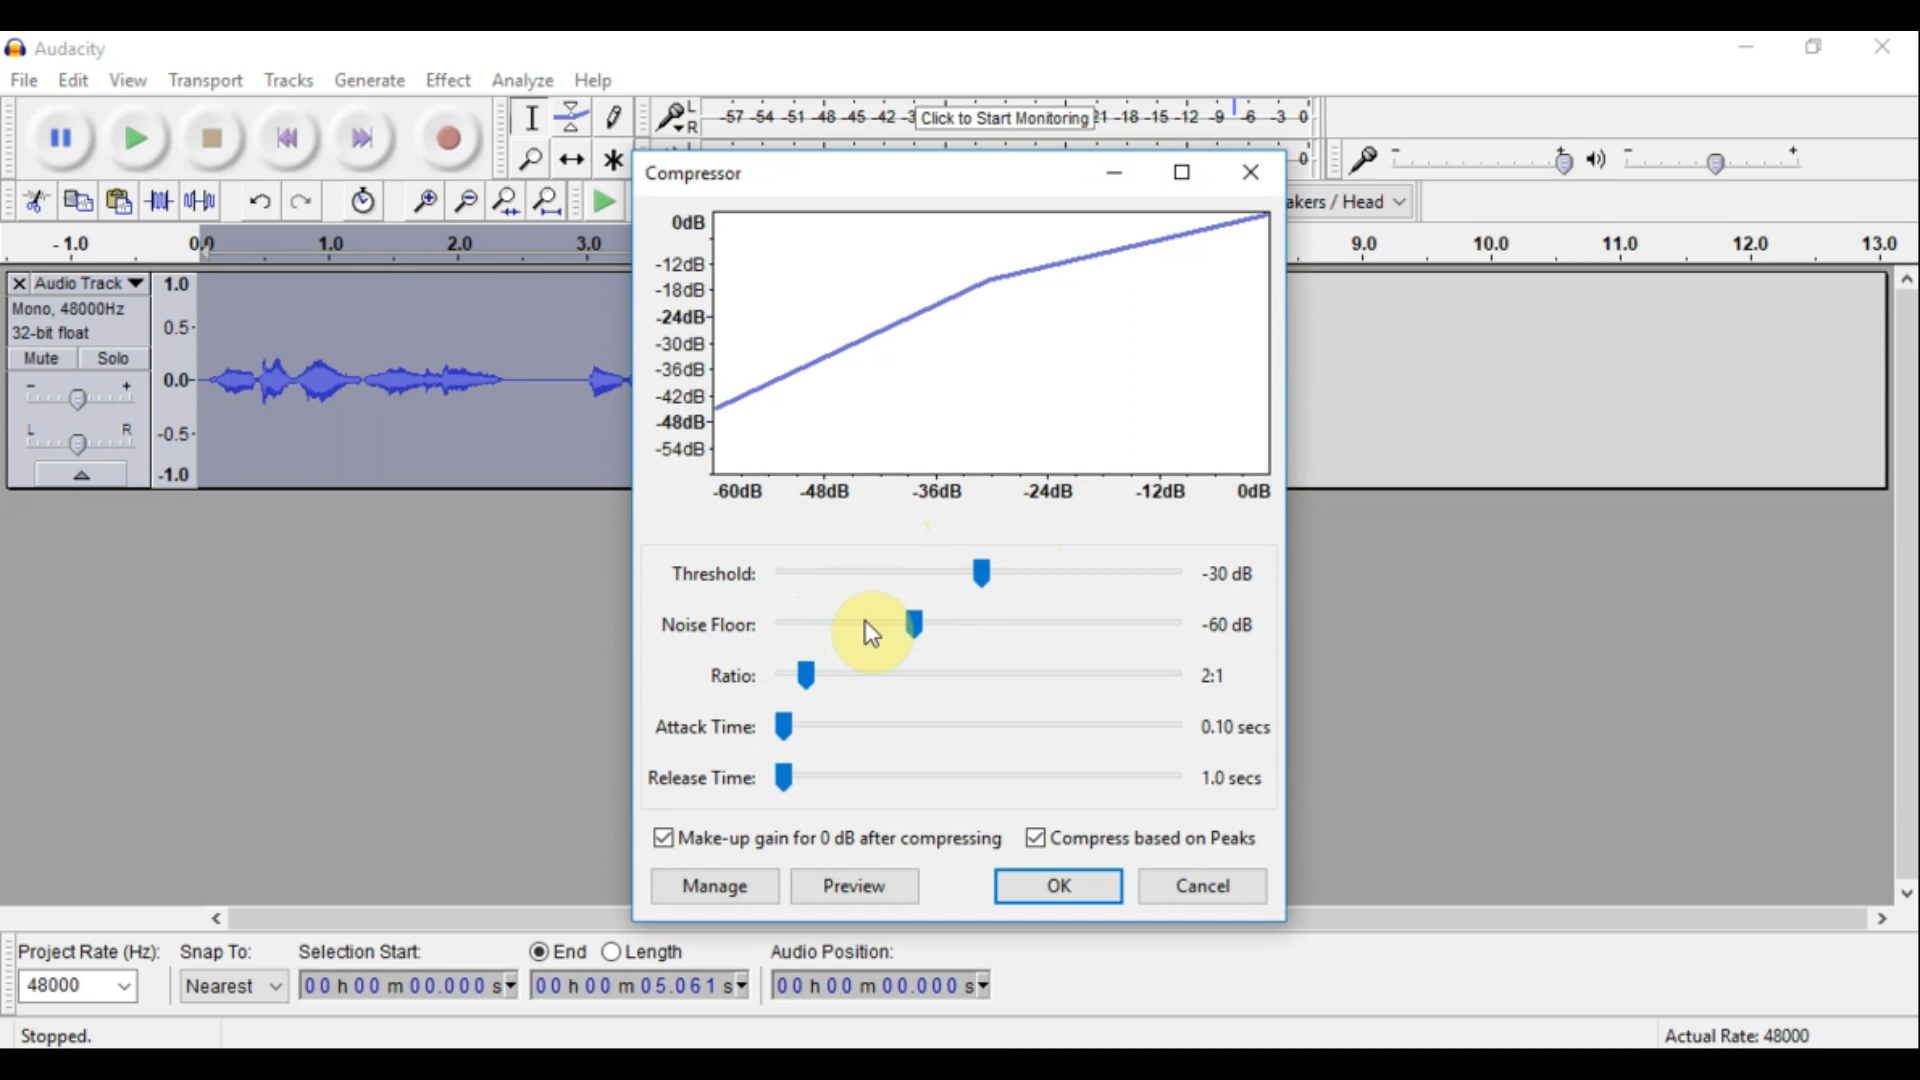 Audacity
File Edit View Transport Tracks Generate Effect Analyze Help
L
R
-57 -54 -51 -48 -45 -42 -3 Click to Start Monitoring 21 -18 -15 -12 -9 -6 -3 0
0
- + - +
akers / Head
-1.0 0.0 1.0 2.0 3.0 9.0 10.0 11.0 12.0 13.0
Audio Track
Mono, 48000Hz
32-bit float
Mute Solo
- +
L R
1.0
0.5-
0.0-
-0.5-
-1.0
Compressor
0dB
-12dB
-18dB
-24dB
-30dB
-36dB
-42dB
-48dB
-54dB
-60dB -48dB -36dB -24dB -12dB 0dB
Threshold: -30 dB
Noise Floor: -60 dB
Ratio: 2:1
Attack Time: 0.10 secs
Release Time: 1.0 secs
Make-up gain for 0 dB after compressing Compress based on Peaks
Manage Preview OK Cancel
Project Rate (Hz): Snap To: Selection Start: End Length Audio Position:
48000 Nearest 00 h 00 m 00.000 s 00 h 00 m 05.061 s 00 h 00 m 00.000 s
Stopped. Actual Rate: 48000